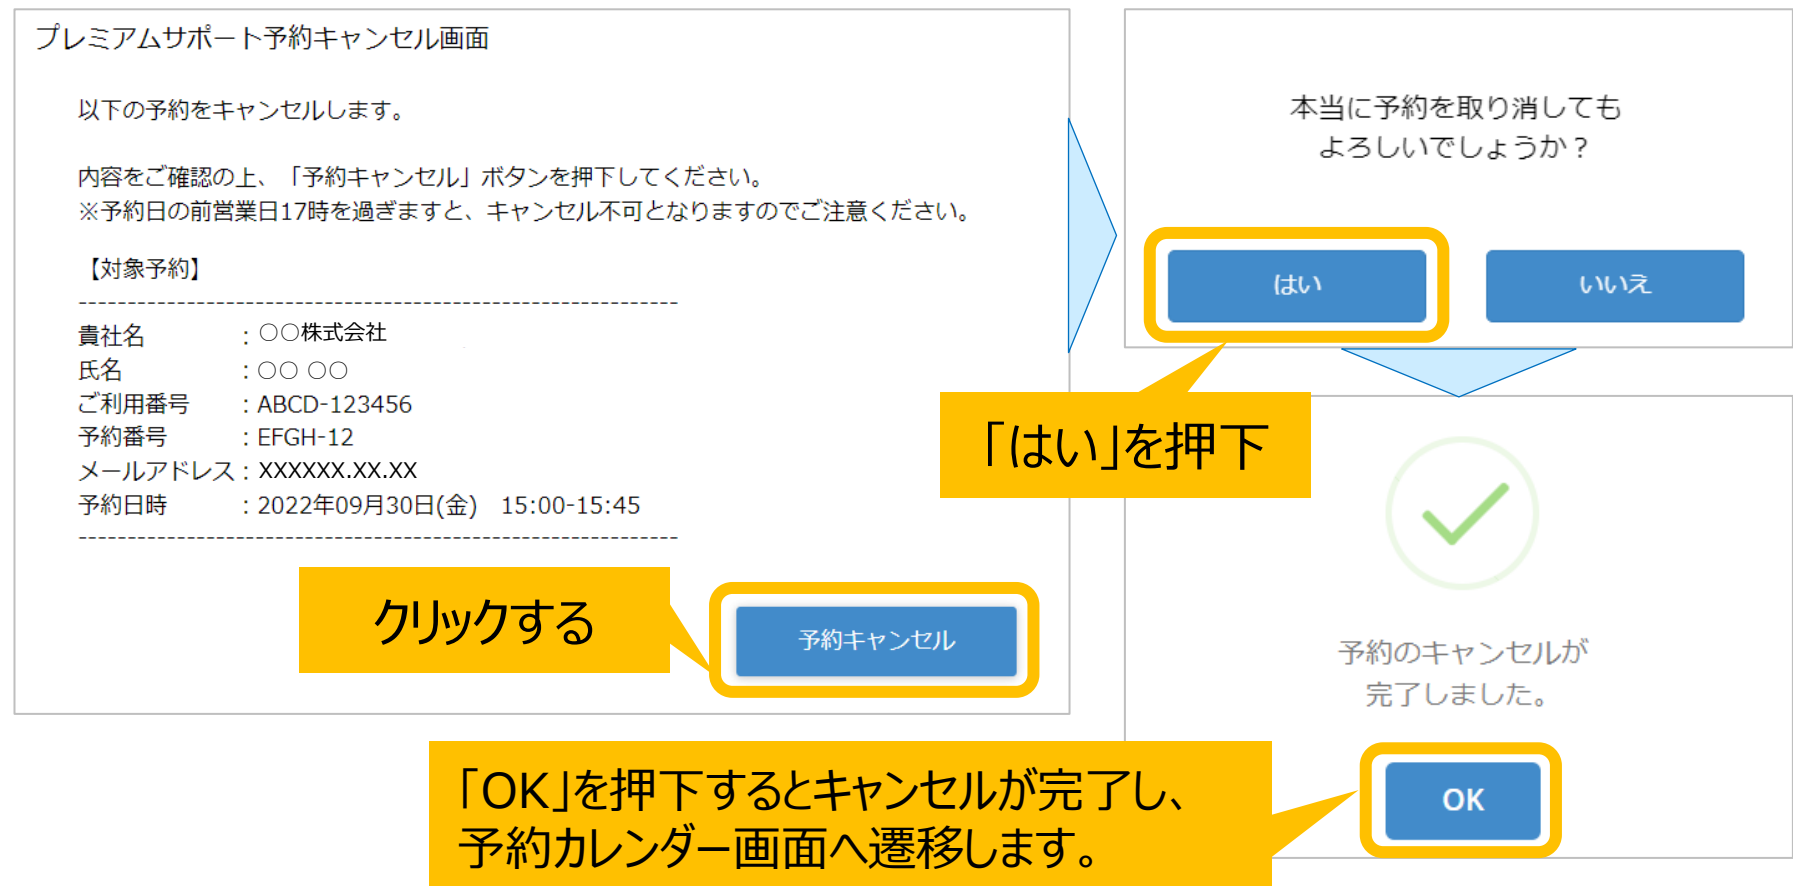 プレミアムサポート予約キャンセル画面
以下の予約をキャンセルします。
内容をご確認の上、「予約キャンセル」ボタンを押下してください。
※予約日の前営業日17時を過ぎますと、キャンセル不可となりますのでご注意ください。
【対象予約】
------------------------------------------------------------
貴社名 : ○○株式会社
氏名 : ○○ ○○
ご利用番号 : ABCD-123456
予約番号 : EFGH-12
メールアドレス : XXXXXX.XX.XX
予約日時 : 2022年09月30日(金) 15:00-15:45
------------------------------------------------------------
クリックする
予約キャンセル
本当に予約を取り消しても
よろしいでしょうか？
はい
いいえ
「はい」を押下
予約のキャンセルが
完了しました。
OK
「OK」を押下するとキャンセルが完了し、
予約カレンダー画面へ遷移します。